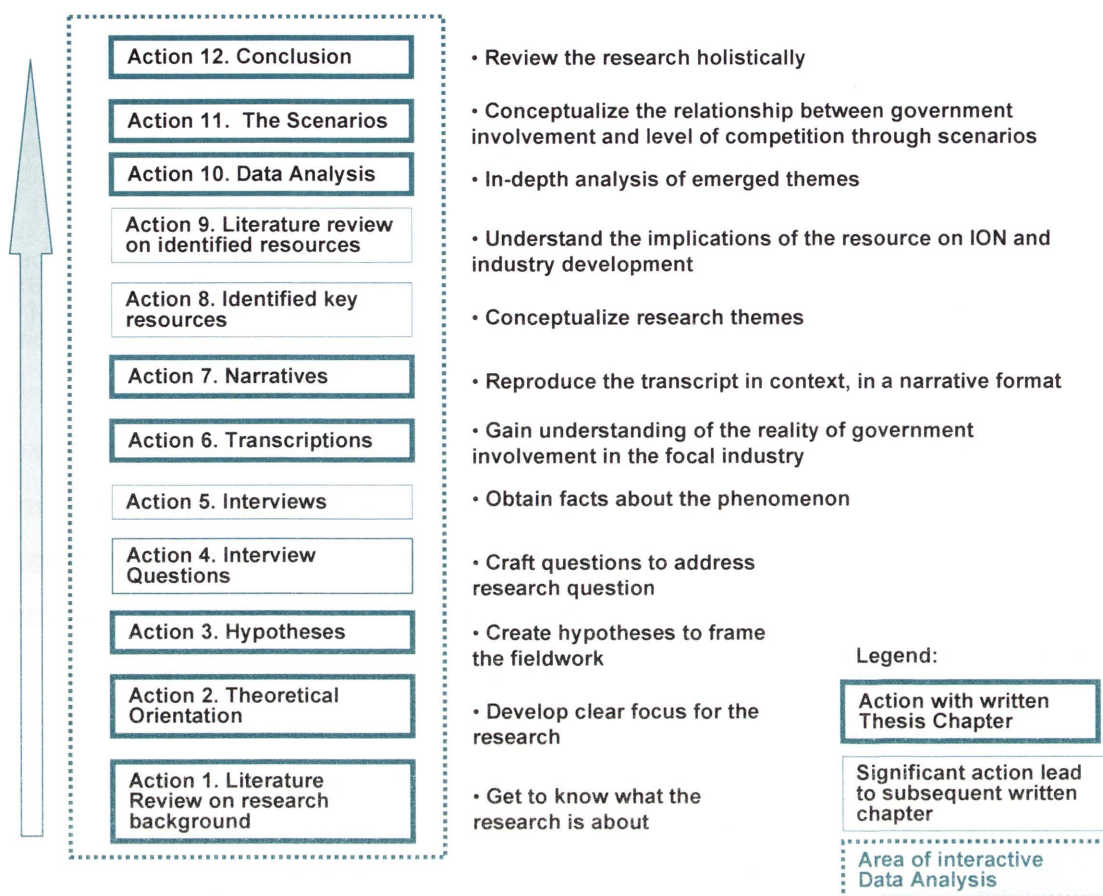 Action 12. Conclusion
• Review the research holistically
Action 11. The Scenarios
• Conceptualize the relationship between government
involvement and level of competition through scenarios
Action 10. Data Analysis
• In-depth analysis of emerged themes
Action 9. Literature review
on identified resources
• Understand the implications of the resource on ION and
industry development
Action 8. Identified key
resources
• Conceptualize research themes
Action 7. Narratives
• Reproduce the transcript in context, in a narrative format
Action 6. Transcriptions
• Gain understanding of the reality of government
involvement in the focal industry
Action 5. Interviews
• Obtain facts about the phenomenon
Action 4. Interview
Questions
• Craft questions to address
research question
Action 3. Hypotheses
• Create hypotheses to frame
the fieldwork
Action 2. Theoretical
Orientation
• Develop clear focus for the
research
Action 1. Literature
Review on research
background
• Get to know what the
research is about
Legend:
Action with written
Thesis Chapter
Significant action lead
to subsequent written
chapter
Area of interactive
Data Analysis